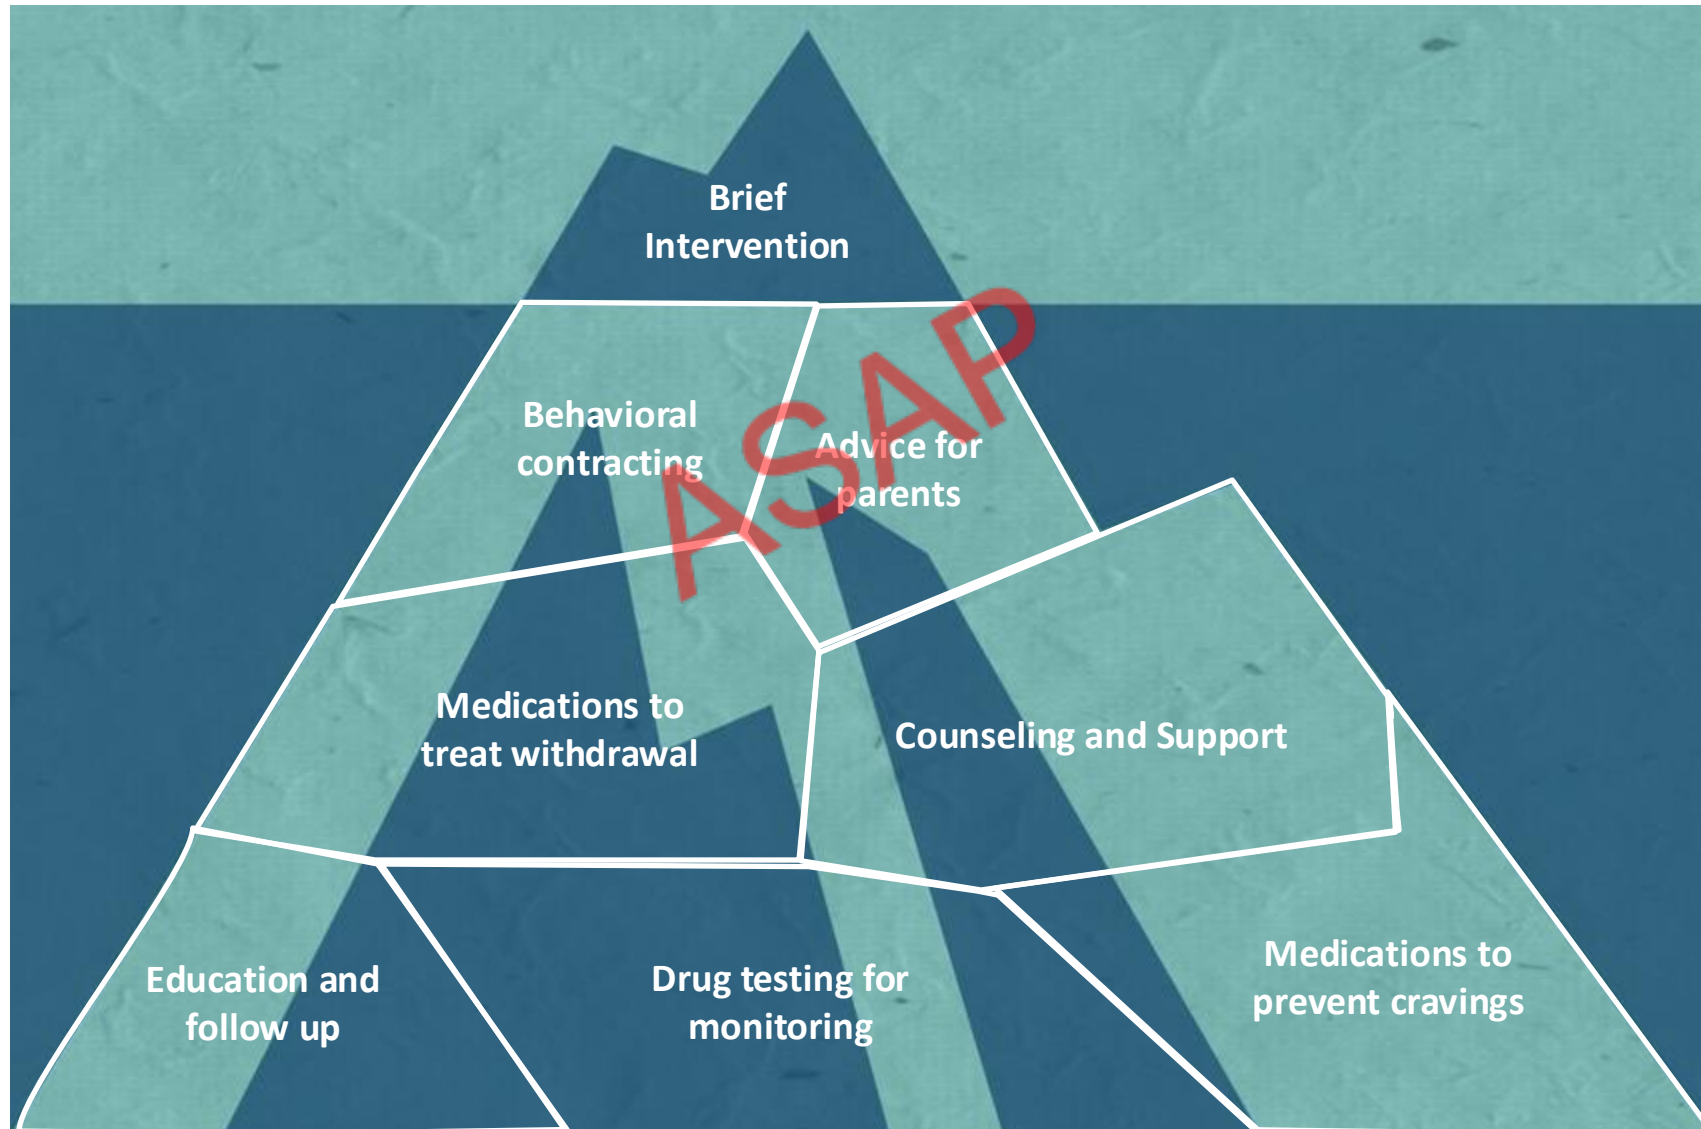 Brief
Intervention
Behavioral
contracting
Advice for
parents
ASAP
Medications to
treat withdrawal
Counseling and Support
Education and
follow up
Drug testing for
monitoring
Medications to
prevent cravings